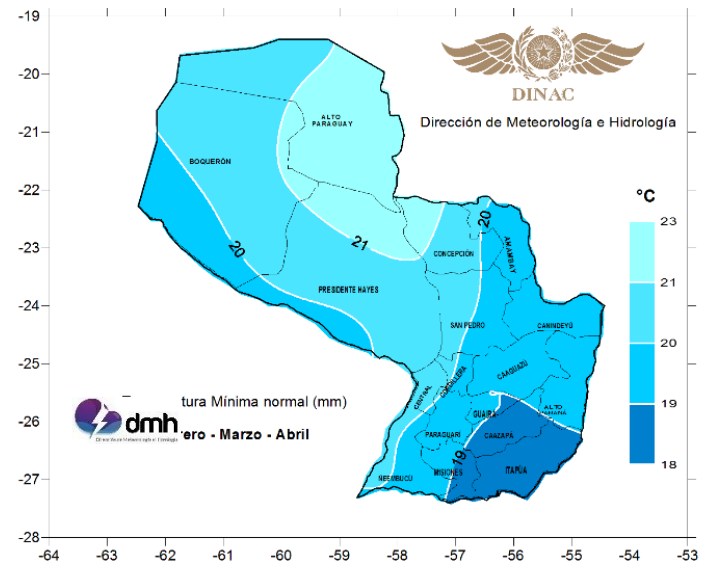 DINAC
Dirección de Meteorología e Hidrología
°C
23
21
20
19
18
-19
-20
-21
-22
-23
-24
-25
-26
-27
-28
-64
-63
-62
-61
-60
-59
-58
-57
-56
-55
-54
-53
ALTO
PARAGUAY
BOQUERÓN
20
21
20
CONCEPCIÓN
AMAMBAY
PRESIDENTE HAYES
SAN PEDRO
CANINDEYÚ
CAAGUAZU
CORDILLERA
CENTRAL
GUAIRA
ALTO
PARANÁ
PARAGUARÍ
CAAZAPÁ
19
MISIONES
ITAPÚA
ÑEEMBUCÚ
tura Mínima normal (mm)
dmh
ero - Marzo - Abril